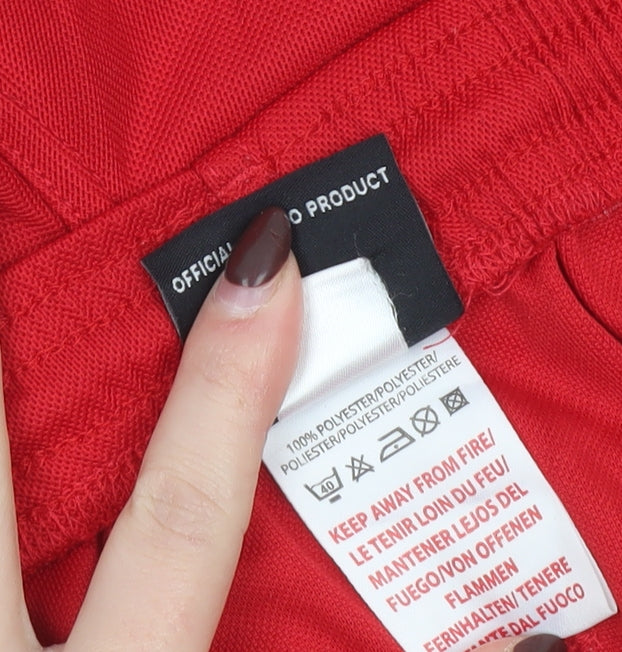 OFFICIAL O PRODUCT
100% POLYESTER/POLYESTER/
POLIESTER/POLYESTER/POLIESTERE
40
KEEP AWAY FROM FIRE/
LE TENIR LOIN DU FEU/
MANTENER LEJOS DEL
FUEGO/VON OFFENEN
FLAMMEN
FERNHALTEN/TENERE
DAL FUOCO